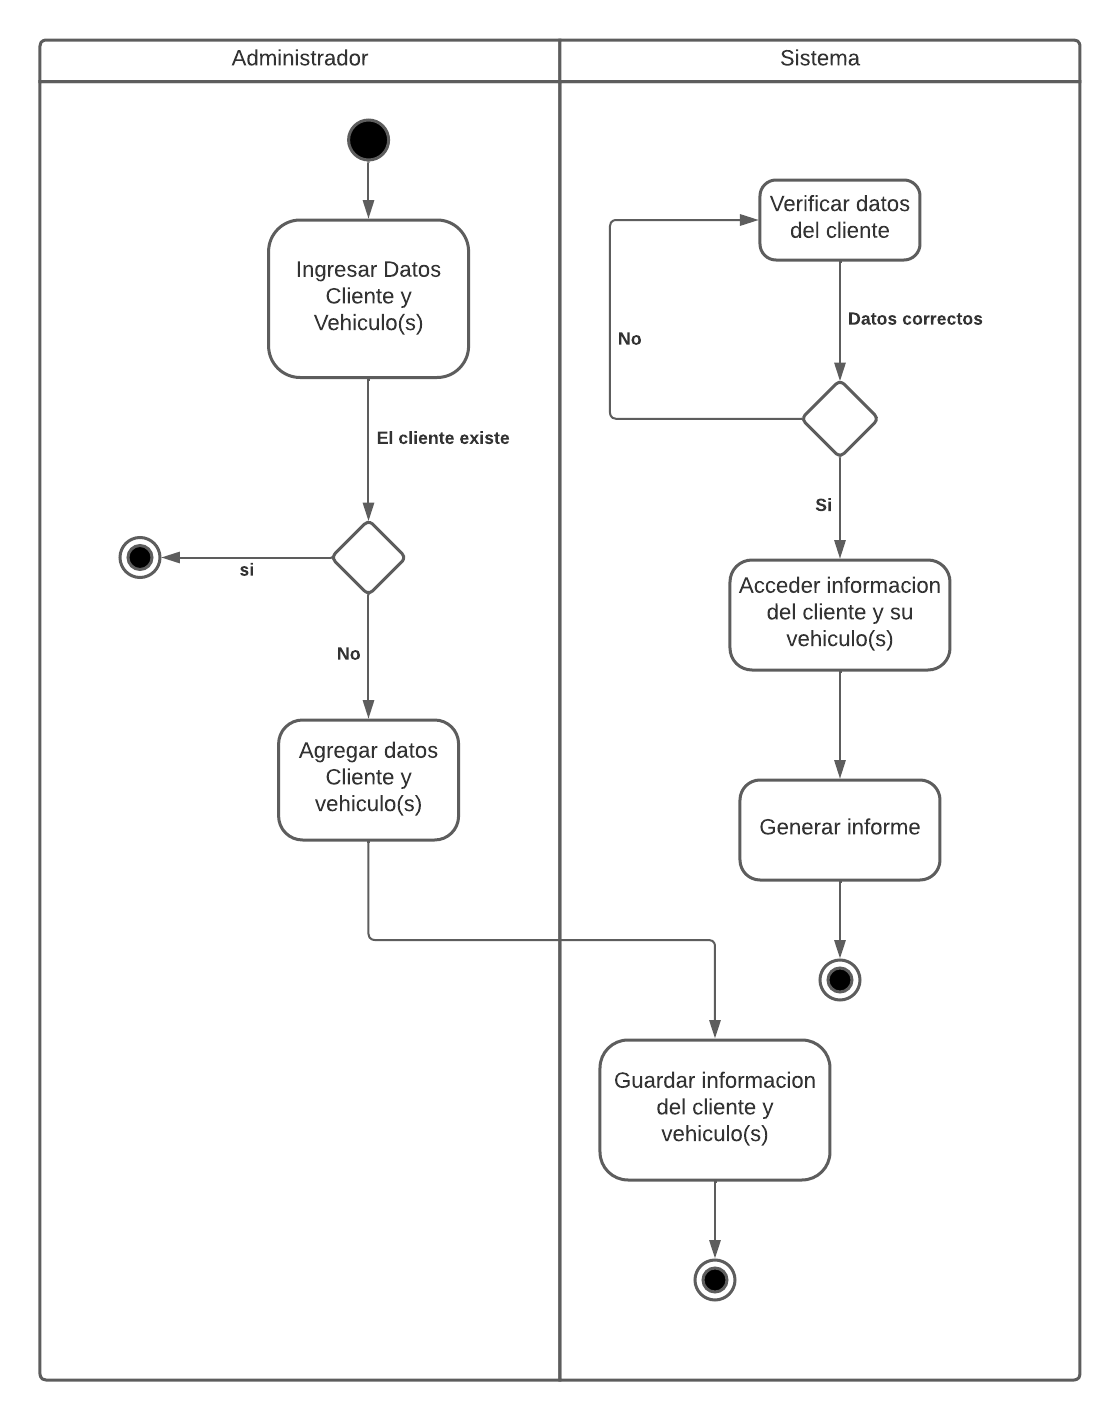 Administrador
Sistema
Ingresar Datos
Cliente y
Vehiculo(s)
El cliente existe
si
No
Agregar datos
Cliente y
vehiculo(s)
Verificar datos
del cliente
Datos correctos
No
Si
Acceder informacion
del cliente y su
vehiculo(s)
Generar informe
Guardar informacion
del cliente y
vehiculo(s)